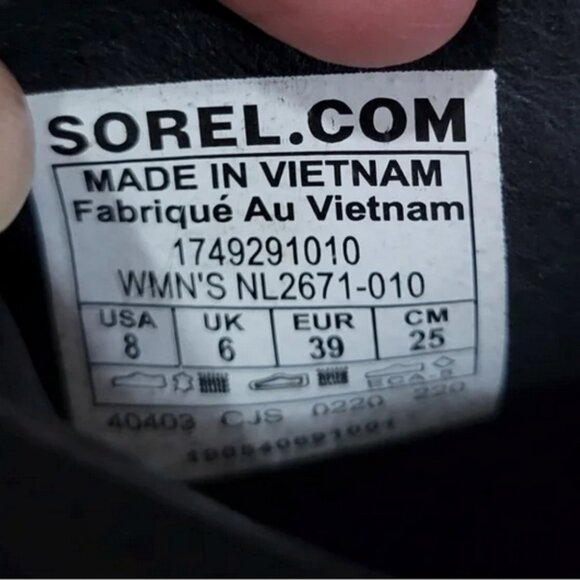 SOREL.COM
MADE IN VIETNAM
Fabriqué Au Vietnam
1749291010
WMN'S NL2671-010
USA UK EUR CM
8 6 39 25
40403 CJS 0220 220